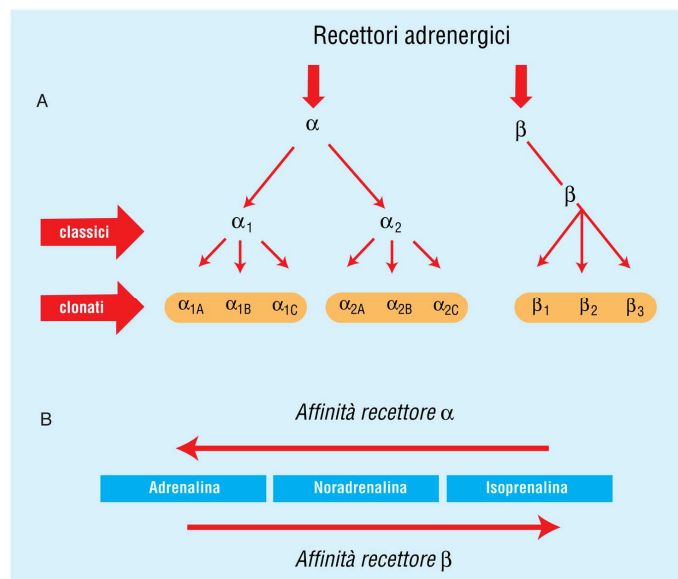 Recettori adrenergici
A
α β
β
classici α1 α2
clonati α1A α1B α1C α2A α2B α2C β1 β2 β3
B
Affinità recettore α
Adrenalina Noradrenalina Isoprenalina
Affinità recettore β